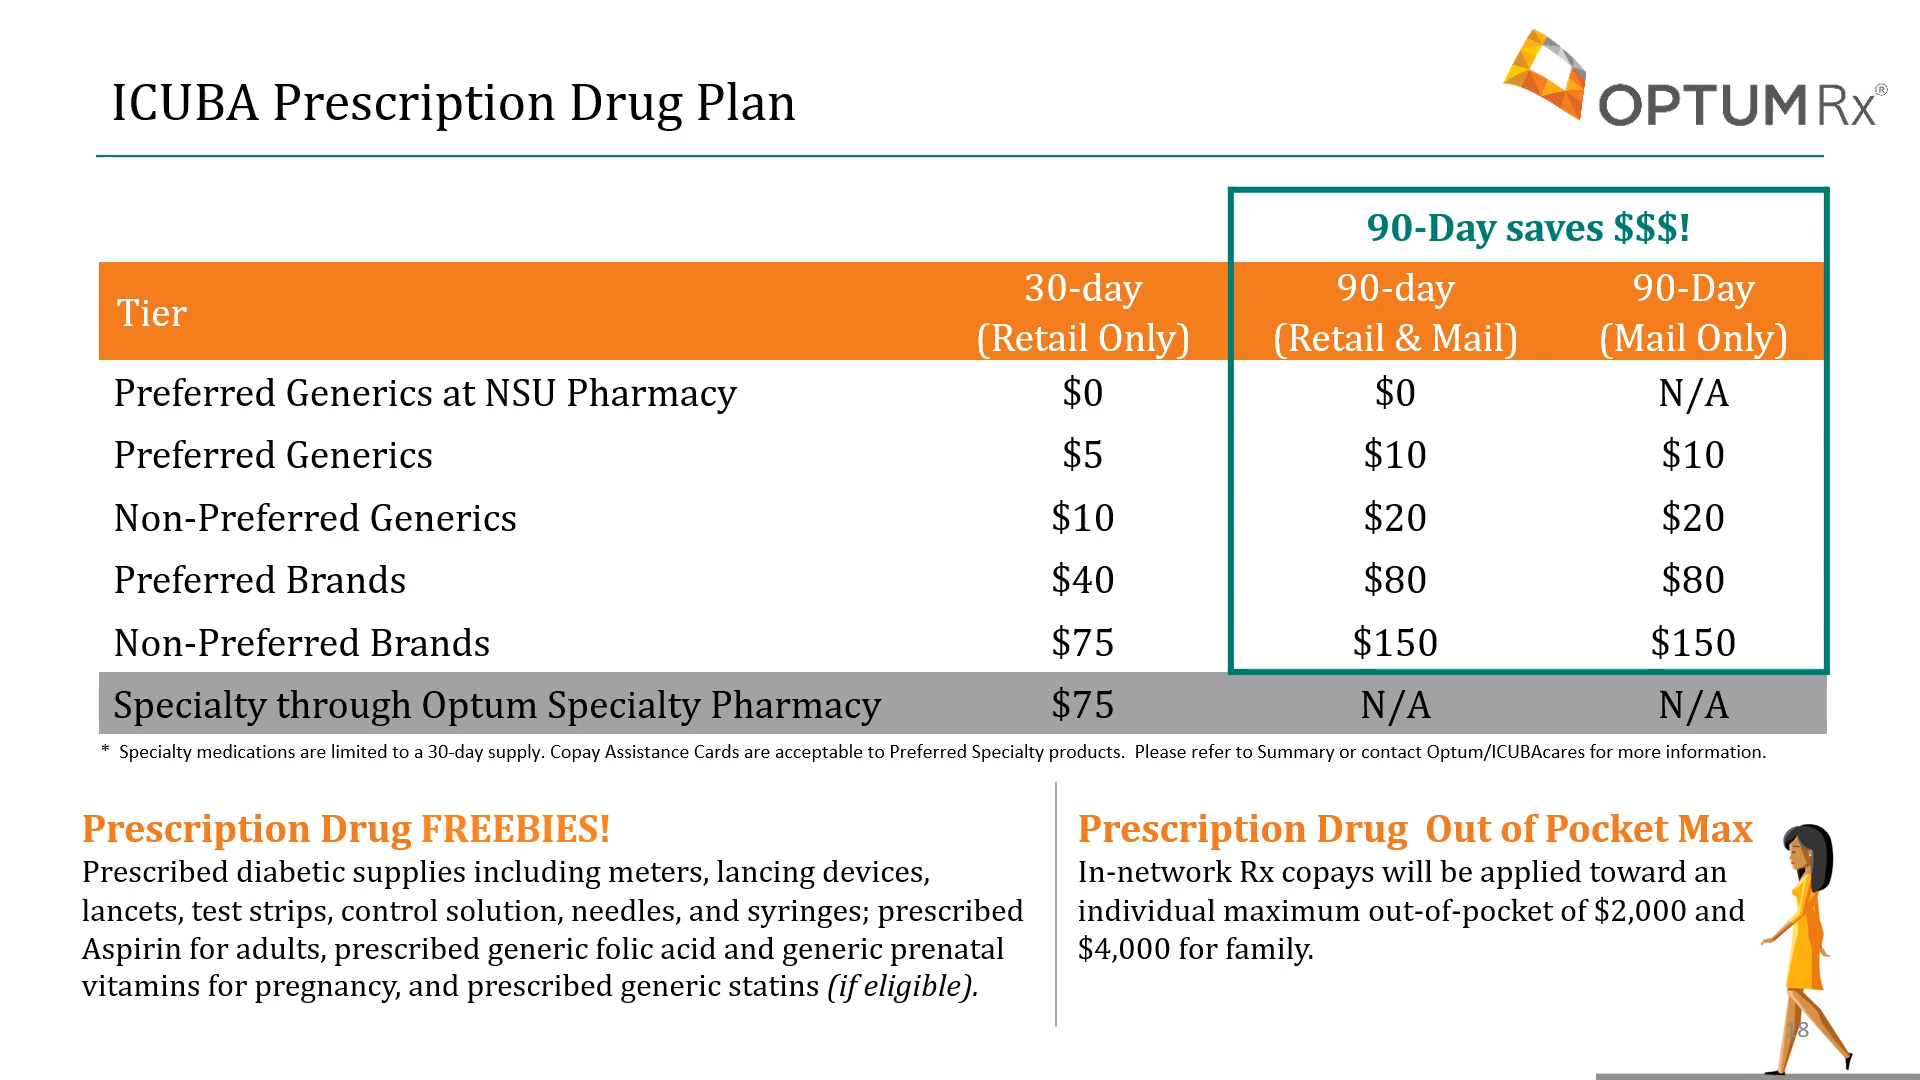 ICUBA Prescription Drug Plan
OPTUMRx®
90-Day saves $$$!
Tier 30-day (Retail Only) 90-day (Retail & Mail) 90-Day (Mail Only)
Preferred Generics at NSU Pharmacy $0 $0 N/A
Preferred Generics $5 $10 $10
Non-Preferred Generics $10 $20 $20
Preferred Brands $40 $80 $80
Non-Preferred Brands $75 $150 $150
Specialty through Optum Specialty Pharmacy $75 N/A N/A
* Specialty medications are limited to a 30-day supply. Copay Assistance Cards are acceptable to Preferred Specialty products. Please refer to Summary or contact Optum/ICUBAcares for more information.
Prescription Drug FREEBIES!
Prescribed diabetic supplies including meters, lancing devices,
lancets, test strips, control solution, needles, and syringes; prescribed
Aspirin for adults, prescribed generic folic acid and generic prenatal
vitamins for pregnancy, and prescribed generic statins (if eligible).
Prescription Drug Out of Pocket Max
In-network Rx copays will be applied toward an
individual maximum out-of-pocket of $2,000 and
$4,000 for family.
18